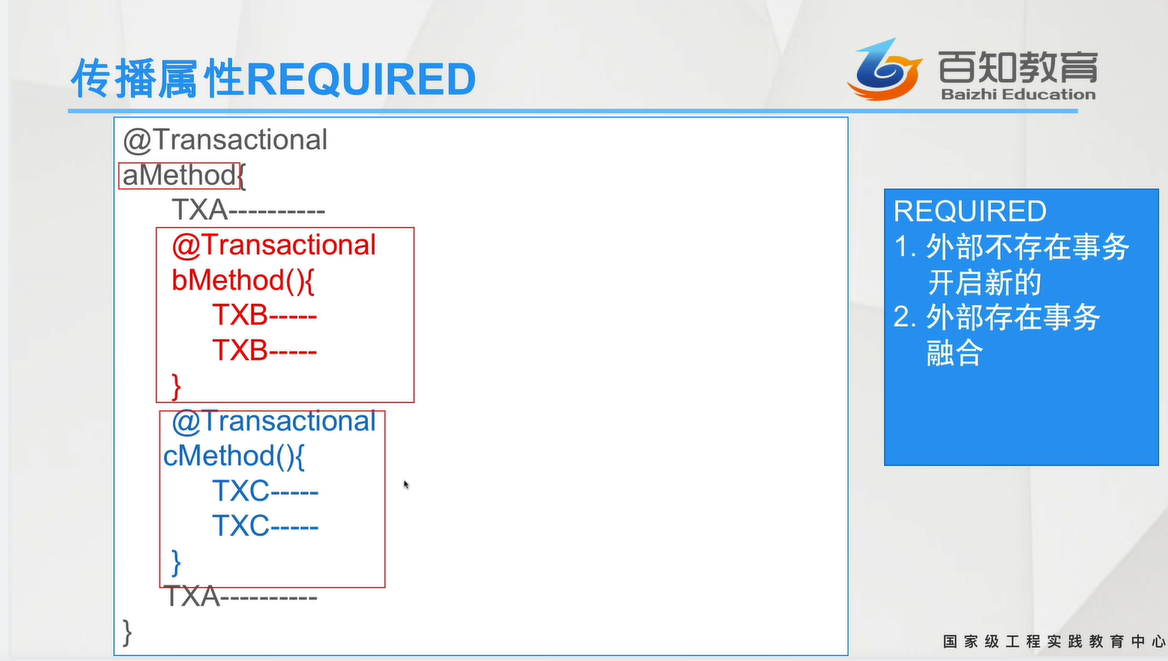 传播属性REQUIRED
百知教育
Baizhi Education
@Transactional
aMethod{
TXA----------
@Transactional
bMethod(){
TXB-----
TXB-----
}
@Transactional
cMethod(){
TXC-----
TXC-----
}
TXA----------
}
REQUIRED
1. 外部不存在事务
开启新的
2. 外部存在事务
融合
国家级工程实践教育中心